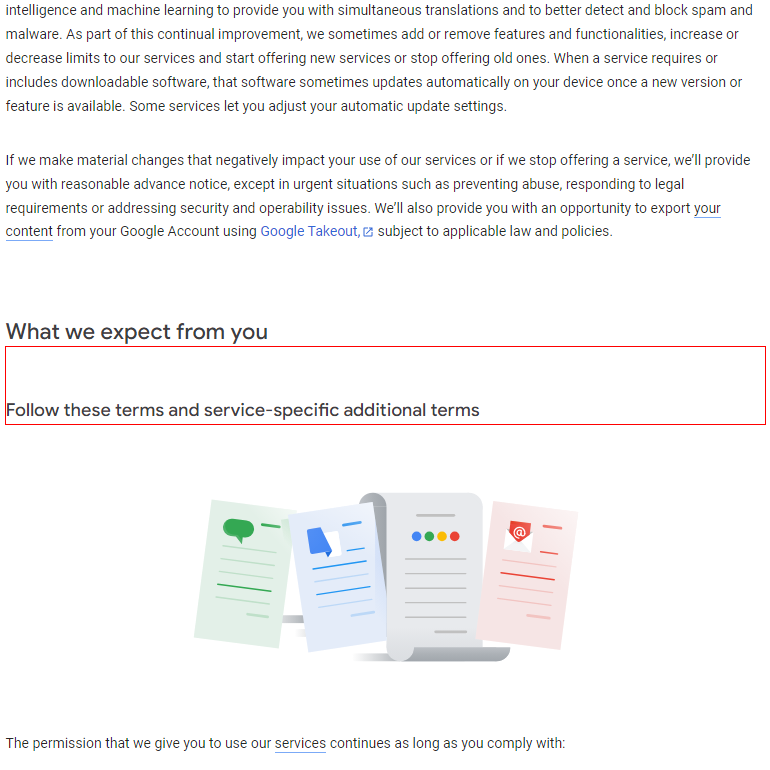 intelligence and machine learning to provide you with simultaneous translations and to better detect and block spam and
malware. As part of this continual improvement, we sometimes add or remove features and functionalities, increase or
decrease limits to our services and start offering new services or stop offering old ones. When a service requires or
includes downloadable software, that software sometimes updates automatically on your device once a new version or
feature is available. Some services let you adjust your automatic update settings.
If we make material changes that negatively impact your use of our services or if we stop offering a service, we’ll provide
you with reasonable advance notice, except in urgent situations such as preventing abuse, responding to legal
requirements or addressing security and operability issues. We’ll also provide you with an opportunity to export your
content from your Google Account using Google Takeout, subject to applicable law and policies.
What we expect from you
Follow these terms and service-specific additional terms
@
The permission that we give you to use our services continues as long as you comply with: